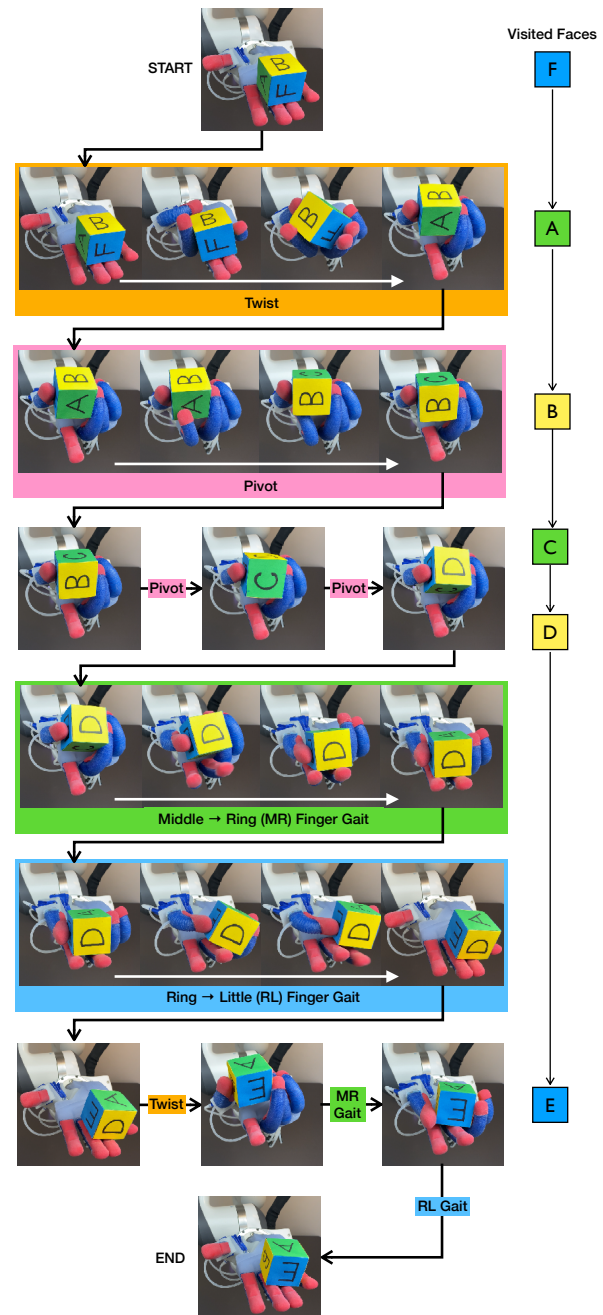 Visited Faces
START
F
B
A F
B
A F
B
F
B
F
B
A
A
Twist
B
A
B
A
C
B
C
B
B
Pivot
C
B
Pivot
C
Pivot
D
C
C
D
D
D
D
A
D
Middle → Ring (MR) Finger Gait
A
D
D
D
A
E D
Ring → Little (RL) Finger Gait
A
E D
Twist
A
E
MR
Gait
A
E
E
RL Gait
END
A
E